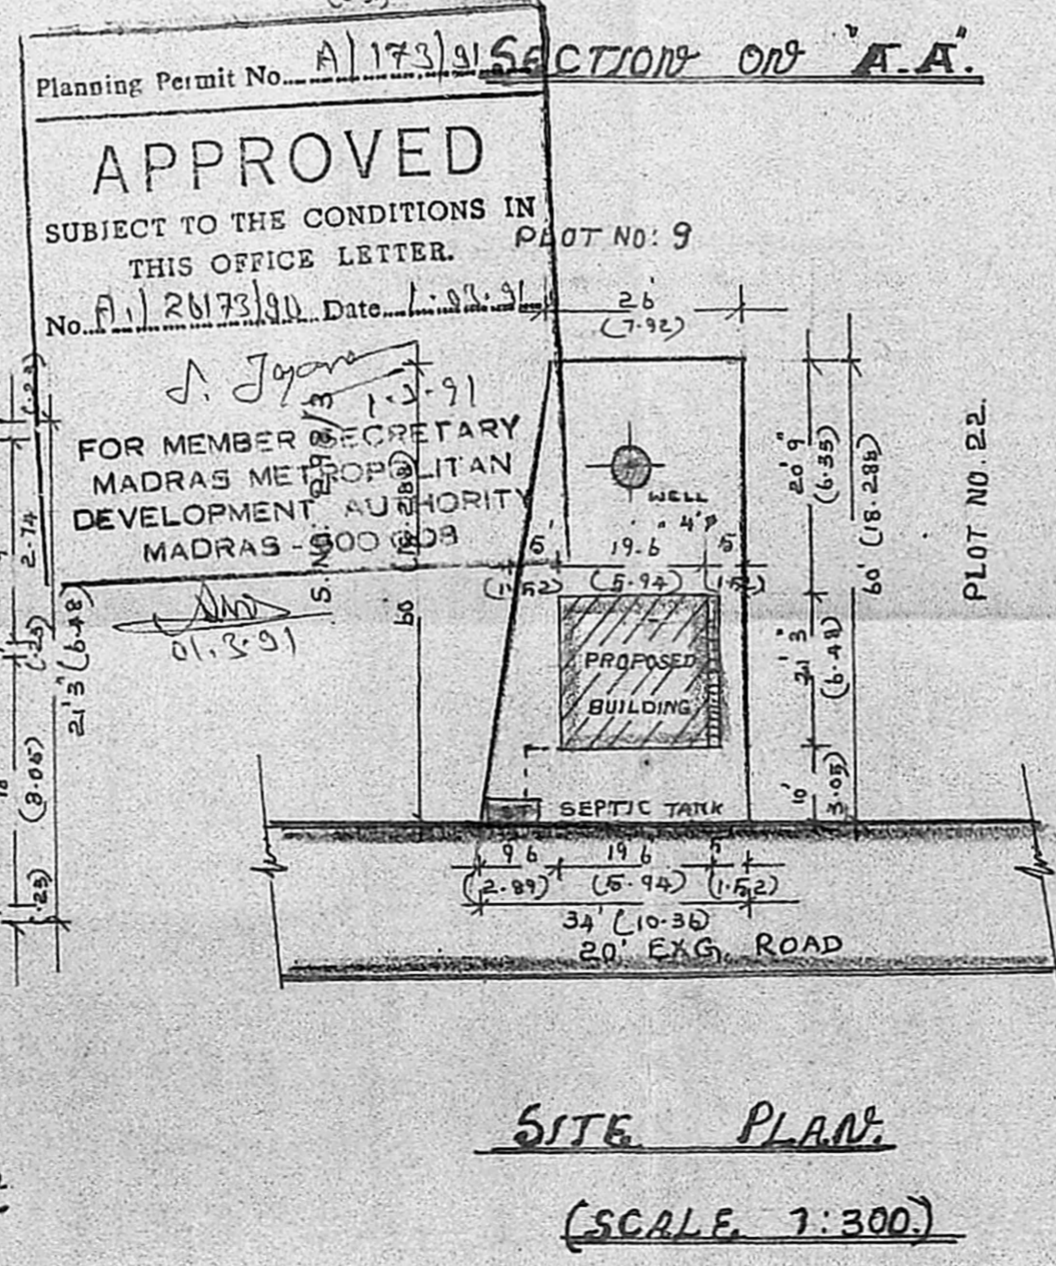 Planning Permit No. A/173/91
SECTION ON "A.A".
APPROVED
SUBJECT TO THE CONDITIONS IN
THIS OFFICE LETTER.
No. A1/26173/90 Date 1.03.91
1.3.91
FOR MEMBER SECRETARY
MADRAS METROPOLITAN
DEVELOPMENT AUTHORITY
MADRAS - 600 008
01.3.91
PLOT NO: 9
26'
(7.92)
WELL
4'
5' 19.6 5
(1.52) (5.94) (1.52)
PROPOSED
BUILDING
SEPTIC TANK
9 6 19 6 5
(2.89) (5.94) (1.52)
34' (10.36)
20' EXG. ROAD
20' 9"
(6.35)
21' 3"
(6.48)
10'
3.05)
60' (18.288)
PLOT NO. 22.
60
2.74
(.23)
21' 3" (6.48)
(3.05)
(.23)
SITE PLAN.
(SCALE 1:300.)